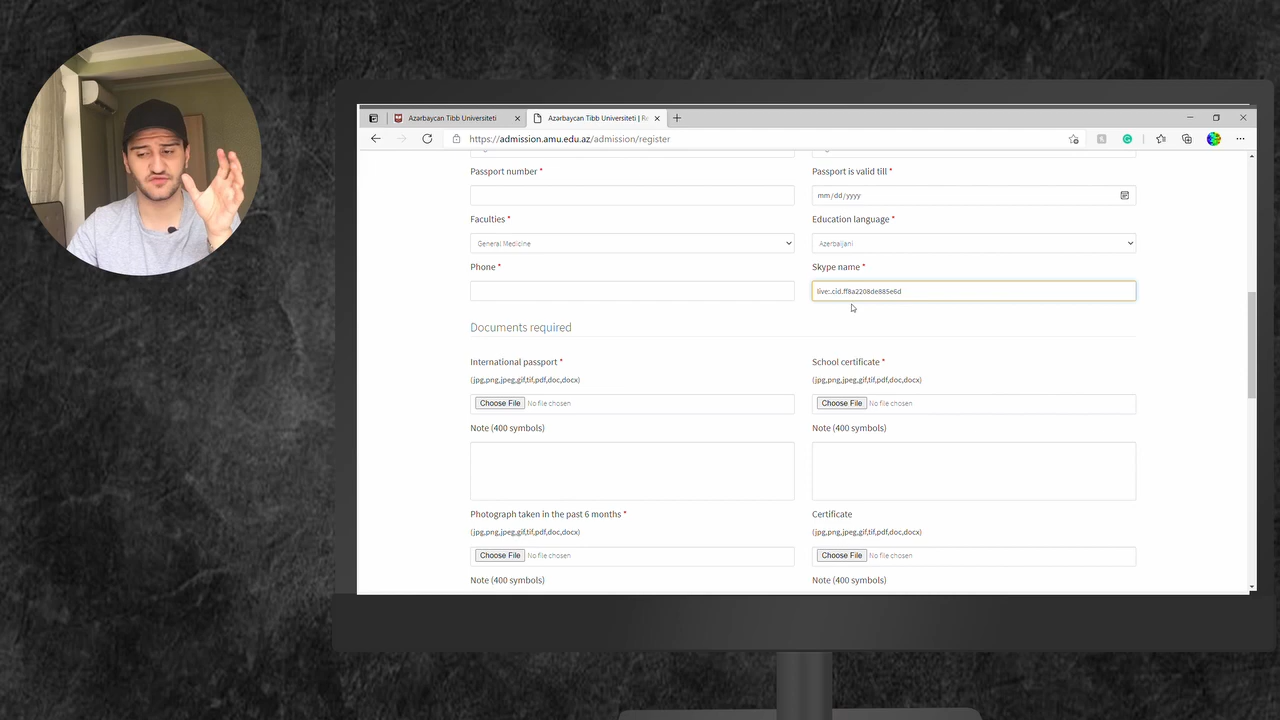 Azərbaycan Tibb Universiteti
Azərbaycan Tibb Universiteti | Re
https://admission.amu.edu.az/admission/register
Passport number *
Passport is valid till *
mm/dd/yyyy
Faculties *
Education language *
General Medicine
Azerbaijani
Phone *
Skype name *
live:.cid.ff8a2208de885e6d
Documents required
International passport *
School certificate *
(jpg,png,jpeg,gif,tif,pdf,doc,docx)
(jpg,png,jpeg,gif,tif,pdf,doc,docx)
Choose File No file chosen
Choose File No file chosen
Note (400 symbols)
Note (400 symbols)
Photograph taken in the past 6 months *
Certificate
(jpg,png,jpeg,gif,tif,pdf,doc,docx)
(jpg,png,jpeg,gif,tif,pdf,doc,docx)
Choose File No file chosen
Choose File No file chosen
Note (400 symbols)
Note (400 symbols)